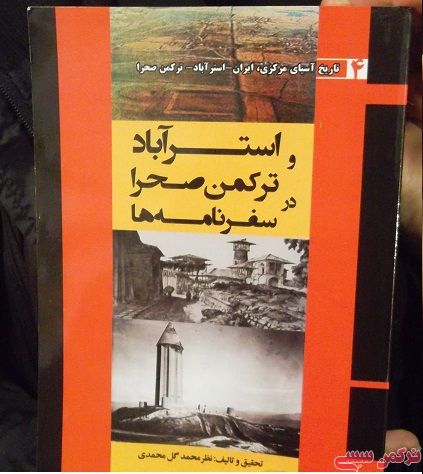 ۴ تاریخ آسیای مرکزی، ایران - استرآباد - ترکمن صحرا)
استرآباد و
ترکمن صحرا
در سفرنامه‌ها
تحقیق و تالیف: نظر محمد گل محمدی
ترکمن سسی